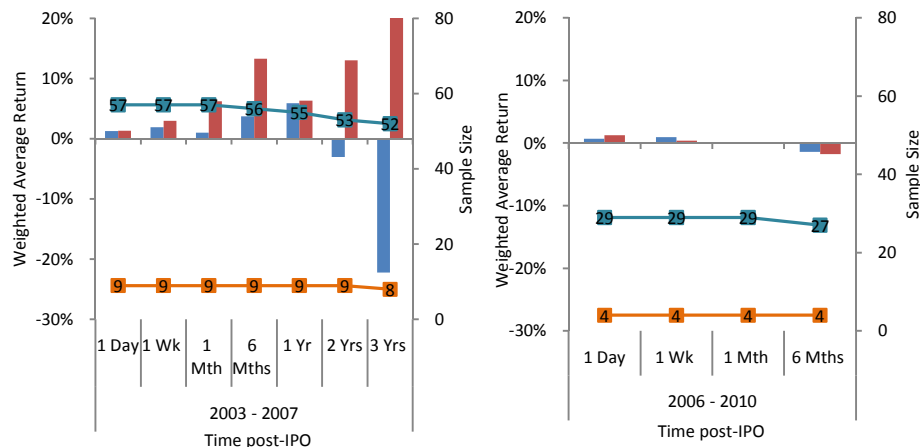 20%
10%
0%
-10%
-20%
-30%
Weighted Average Return
57 57 57 56 55 53 52
9 9 9 9 9 9 8
80
60
40
20
0
Sample Size
1 Day 1 Wk 1 Mth 6 Mths 1 Yr 2 Yrs 3 Yrs
2003 - 2007
Time post-IPO
20%
10%
0%
-10%
-20%
-30%
Weighted Average Return
29 29 29 27
4 4 4 4
80
60
40
20
0
Sample Size
1 Day 1 Wk 1 Mth 6 Mths
2006 - 2010
Time post-IPO